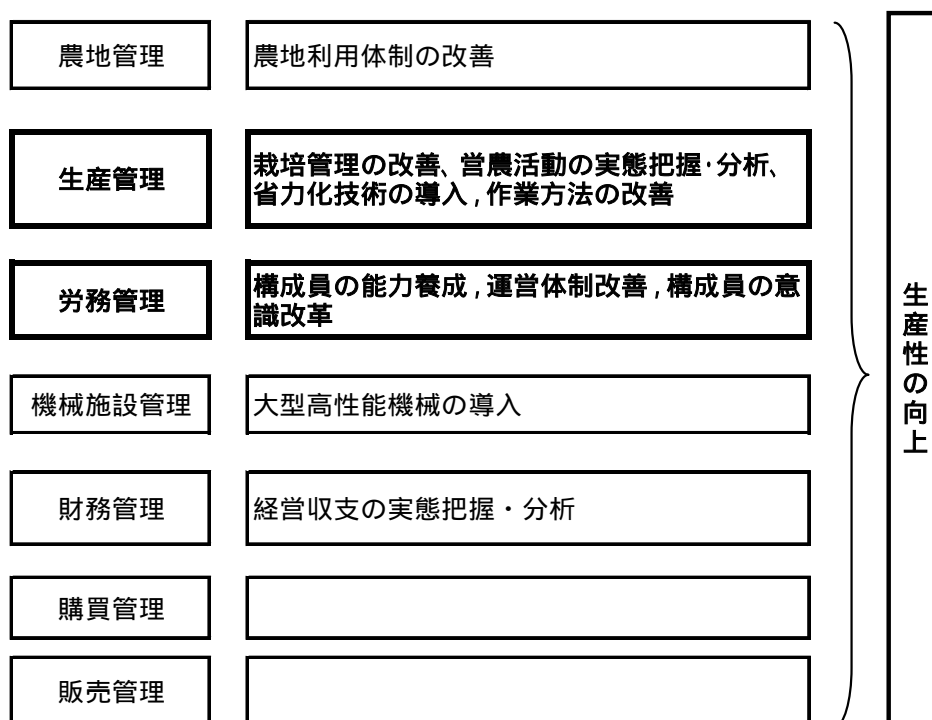 農地管理
農地利用体制の改善
生産管理
栽培管理の改善、営農活動の実態把握・分析、
省力化技術の導入,作業方法の改善
労務管理
構成員の能力養成,運営体制改善,構成員の意
識改革
機械施設管理
大型高性能機械の導入
財務管理
経営収支の実態把握・分析
購買管理
販売管理
生産性の向上